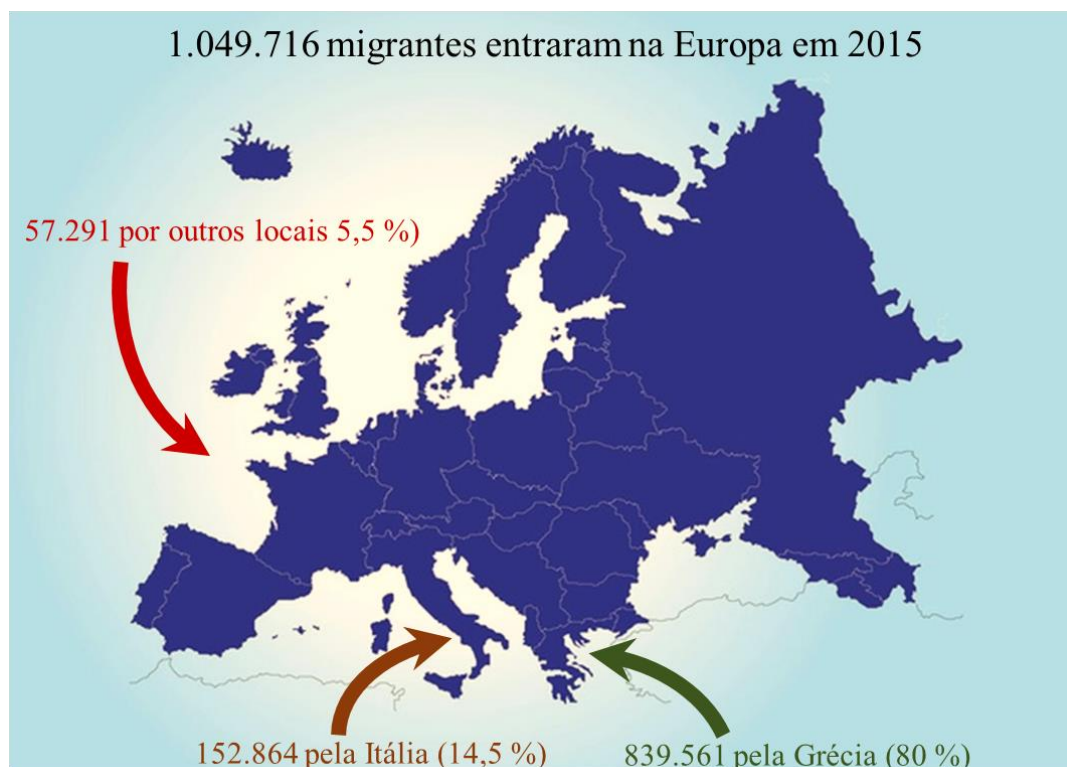 1.049.716 migrantes entraram na Europa em 2015
57.291 por outros locais 5,5 %)
152.864 pela Itália (14,5 %)
839.561 pela Grécia (80 %)